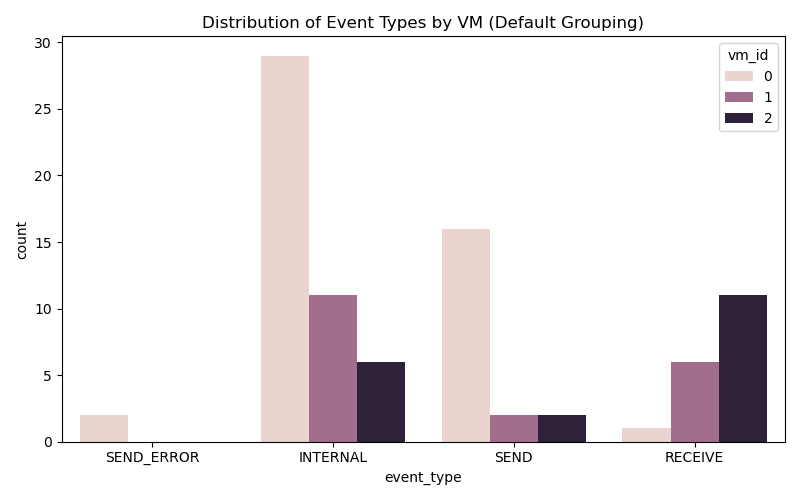 Distribution of Event Types by VM (Default Grouping)
30
25
20
15
10
5
0
count
vm_id
0
1
2
SEND_ERROR
INTERNAL
SEND
RECEIVE
event_type